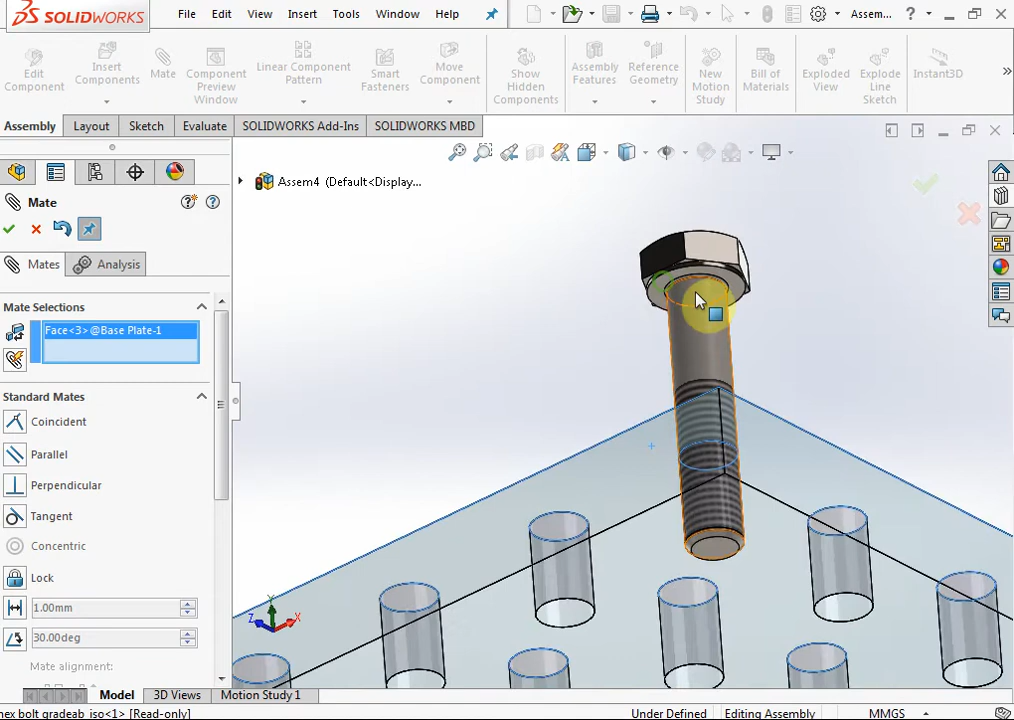 SOLIDWORKS
File Edit View Insert Tools Window Help
Assem...
?
Edit Component
Insert Components
Mate
Component Preview Window
Linear Component Pattern
Smart Fasteners
Move Component
Show Hidden Components
Assembly Features
Reference Geometry
New Motion Study
Bill of Materials
Exploded View
Explode Line Sketch
Instant3D
»
Assembly Layout Sketch Evaluate SOLIDWORKS Add-Ins SOLIDWORKS MBD
Assem4 (Default<Display...
Mate
Mates Analysis
Mate Selections
Face<3>@Base Plate-1
Standard Mates
Coincident
Parallel
Perpendicular
Tangent
Concentric
Lock
1.00mm
30.00deg
Mate alignment:
Y
Z X
Model 3D Views Motion Study 1
hex bolt gradeab_iso<1> [Read-only]
Under Defined Editing Assembly MMGS